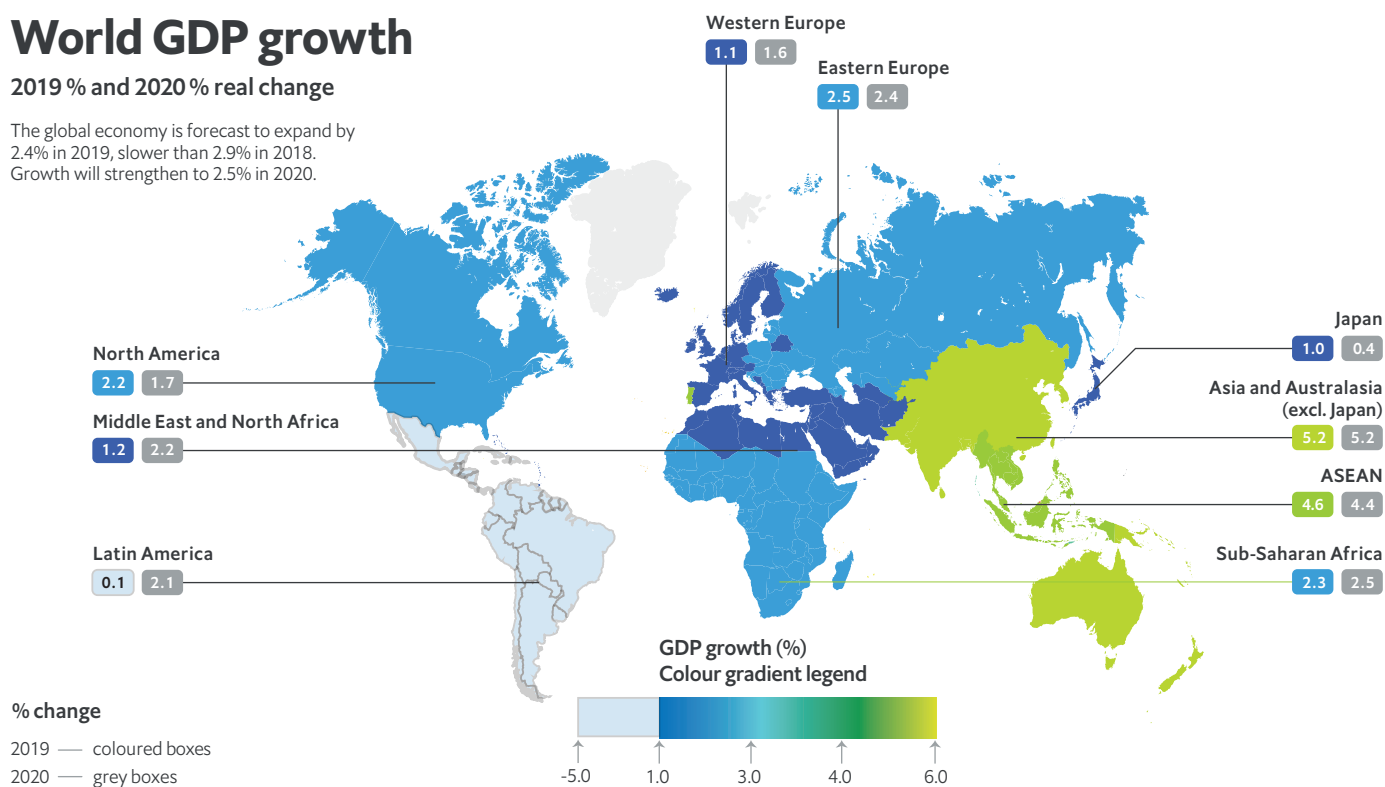 World GDP growth
2019 % and 2020 % real change
The global economy is forecast to expand by
2.4% in 2019, slower than 2.9% in 2018.
Growth will strengthen to 2.5% in 2020.
Western Europe
1.1 1.6
Eastern Europe
2.5 2.4
North America
2.2 1.7
Middle East and North Africa
1.2 2.2
Latin America
0.1 2.1
Japan
1.0 0.4
Asia and Australasia
(excl. Japan)
5.2 5.2
ASEAN
4.6 4.4
Sub-Saharan Africa
2.3 2.5
GDP growth (%)
Colour gradient legend
-5.0 1.0 3.0 4.0 6.0
% change
2019 — coloured boxes
2020 — grey boxes